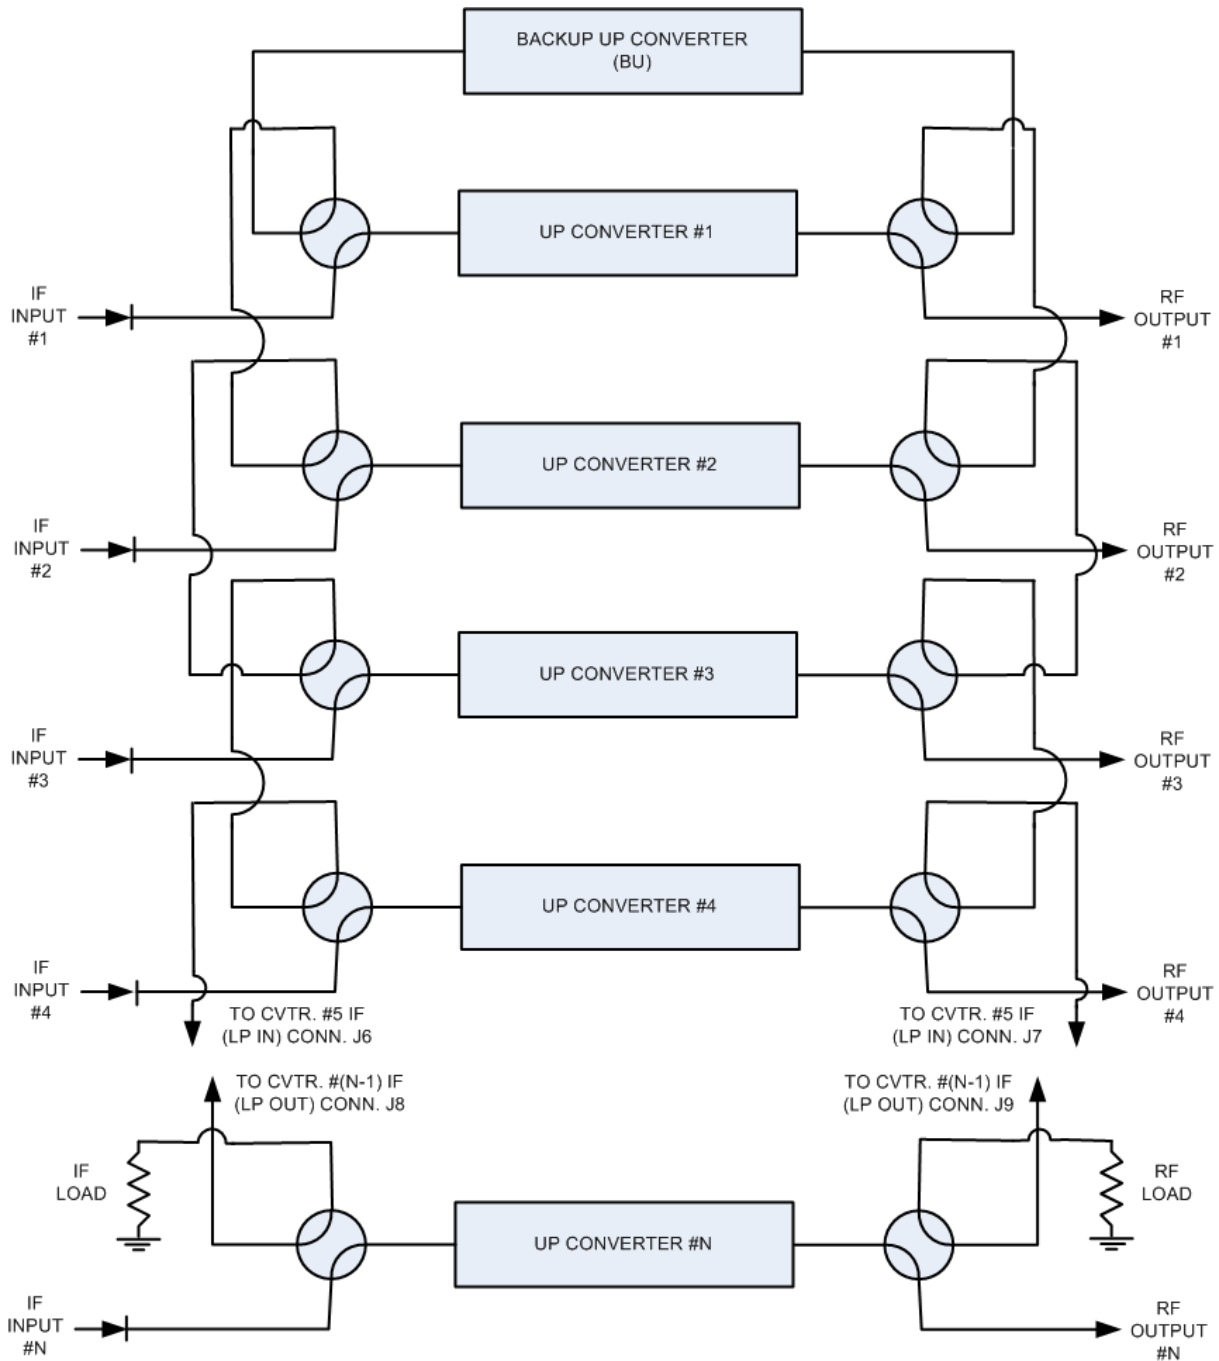 BACKUP UP CONVERTER
(BU)
UP CONVERTER #1
IF
INPUT
#1
RF
OUTPUT
#1
UP CONVERTER #2
IF
INPUT
#2
RF
OUTPUT
#2
UP CONVERTER #3
IF
INPUT
#3
RF
OUTPUT
#3
UP CONVERTER #4
IF
INPUT
#4
RF
OUTPUT
#4
TO CVTR. #5 IF
(LP IN) CONN. J6
TO CVTR. #5 IF
(LP IN) CONN. J7
TO CVTR. #(N-1) IF
(LP OUT) CONN. J8
TO CVTR. #(N-1) IF
(LP OUT) CONN. J9
IF
LOAD
RF
LOAD
UP CONVERTER #N
IF
INPUT
#N
RF
OUTPUT
#N